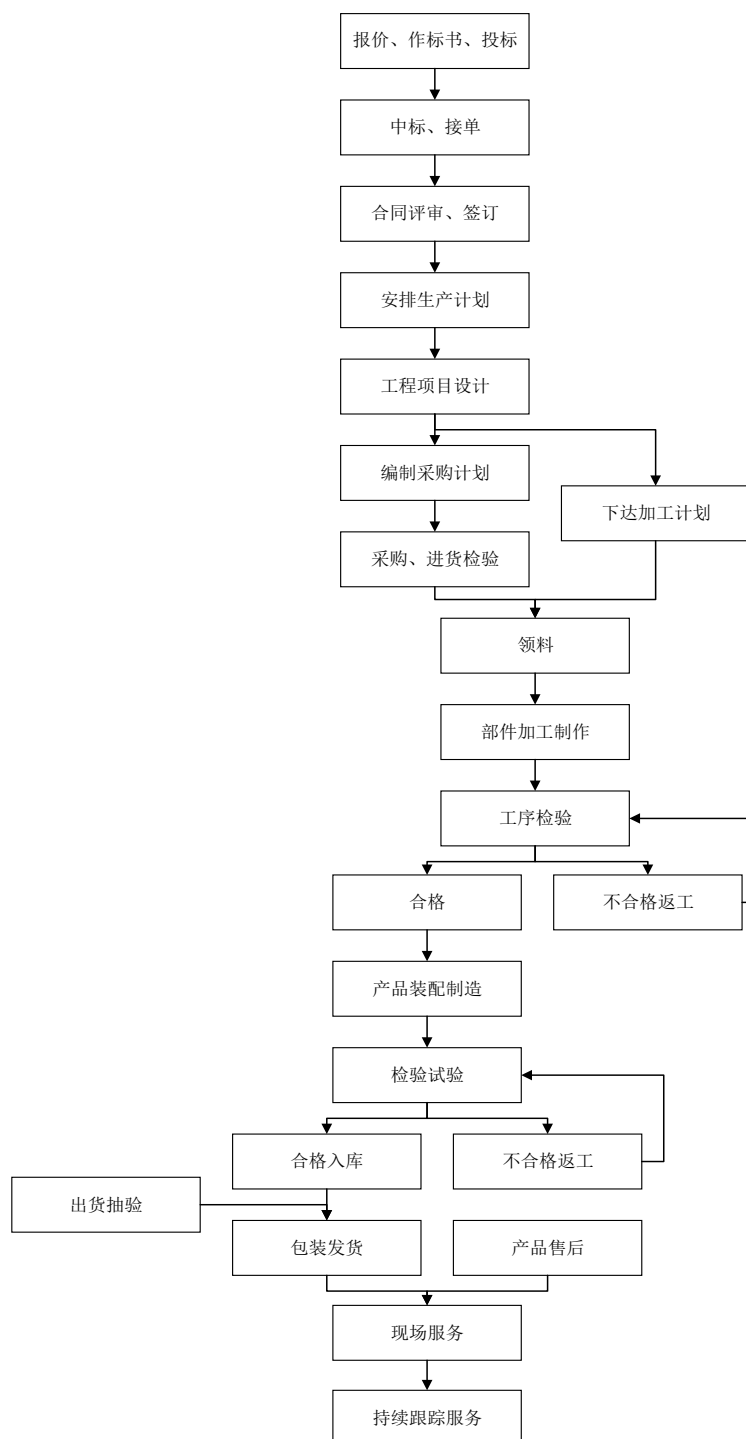 报价、作标书、投标
中标、接单
合同评审、签订
安排生产计划
工程项目设计
编制采购计划
下达加工计划
采购、进货检验
领料
部件加工制作
工序检验
合格
不合格返工
产品装配制造
检验试验
合格入库
不合格返工
出货抽验
包装发货
产品售后
现场服务
持续跟踪服务